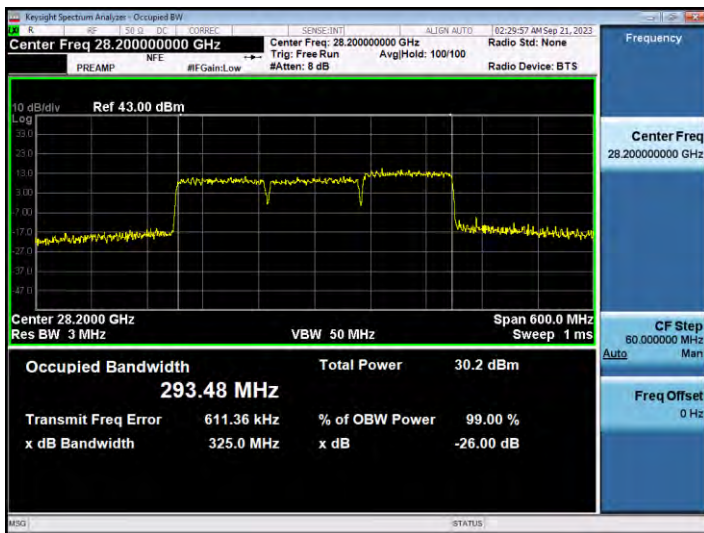 Keysight Spectrum Analyzer - Occupied BW
R RF 50 Ω DC CORREC SENSE:INT ALIGN AUTO 02:29:57 AM Sep 21, 2023
Center Freq 28.200000000 GHz
Center Freq: 28.200000000 GHz
Radio Std: None
NFE
Trig: Free Run Avg|Hold: 100/100
PREAMP #IFGain:Low #Atten: 8 dB Radio Device: BTS
Frequency
10 dB/div Ref 43.00 dBm
Log
33.0
23.0
13.0
3.00
-7.00
-17.0
-27.0
-37.0
-47.0
Center Freq
28.200000000 GHz
Center 28.2000 GHz Span 600.0 MHz
Res BW 3 MHz VBW 50 MHz Sweep 1 ms
CF Step
60.000000 MHz
Auto Man
Freq Offset
0 Hz
Occupied Bandwidth Total Power 30.2 dBm
293.48 MHz
Transmit Freq Error 611.36 kHz % of OBW Power 99.00 %
x dB Bandwidth 325.0 MHz x dB -26.00 dB
MSG STATUS